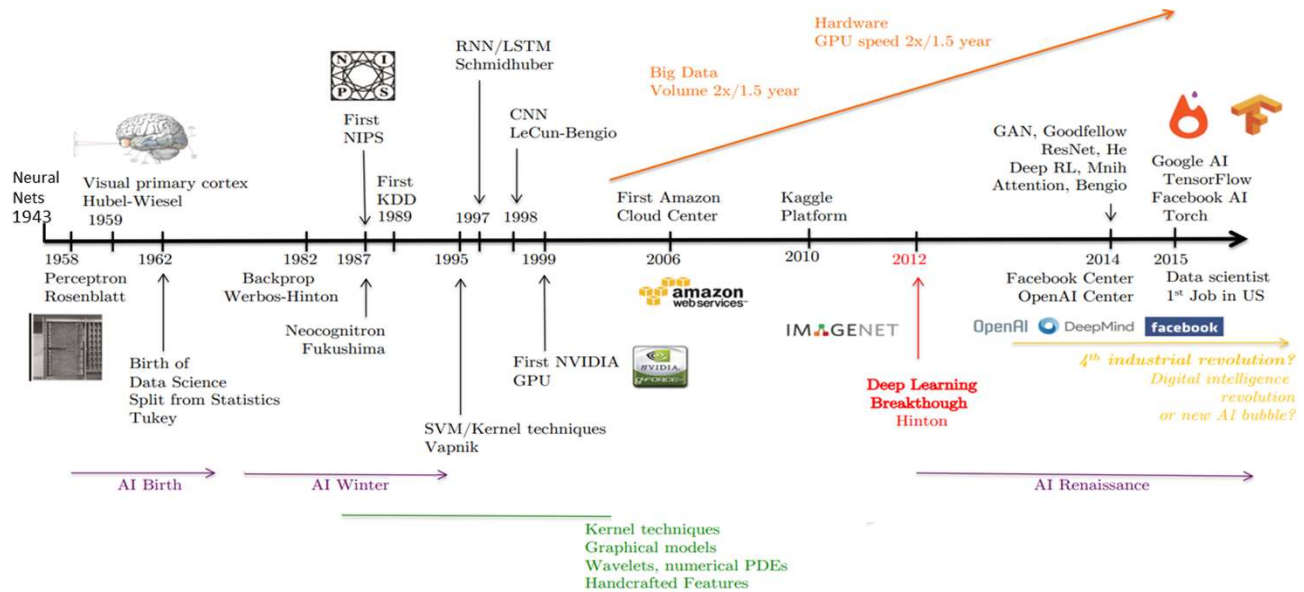 Hardware
GPU speed 2x/1.5 year
Big Data
Volume 2x/1.5 year
N I
P S
First
NIPS
RNN/LSTM
Schmidhuber
CNN
LeCun-Bengio
GAN, Goodfellow
ResNet, He
Deep RL, Mnih
Attention, Bengio
Google AI
TensorFlow
Facebook AI
Torch
Neural
Nets
1943
Visual primary cortex
Hubel-Wiesel
1959
First
KDD
1989
1997
1998
First Amazon
Cloud Center
Kaggle
Platform
1958
1962
1982
1987
1995
1999
2006
2010
2012
2014
2015
Perceptron
Rosenblatt
Backprop
Werbos-Hinton
Neocognitron
Fukushima
Birth of
Data Science
Split from Statistics
Tukey
SVM/Kernel techniques
Vapnik
First NVIDIA
GPU
amazon
web services™
NVIDIA
GEFORCE
IMAGENET
Deep Learning
Breakthough
Hinton
Facebook Center
OpenAI Center
Data scientist
1st Job in US
OpenAI
DeepMind
facebook
4th industrial revolution?
Digital intelligence
revolution
or new AI bubble?
AI Birth
AI Winter
AI Renaissance
Kernel techniques
Graphical models
Wavelets, numerical PDEs
Handcrafted Features